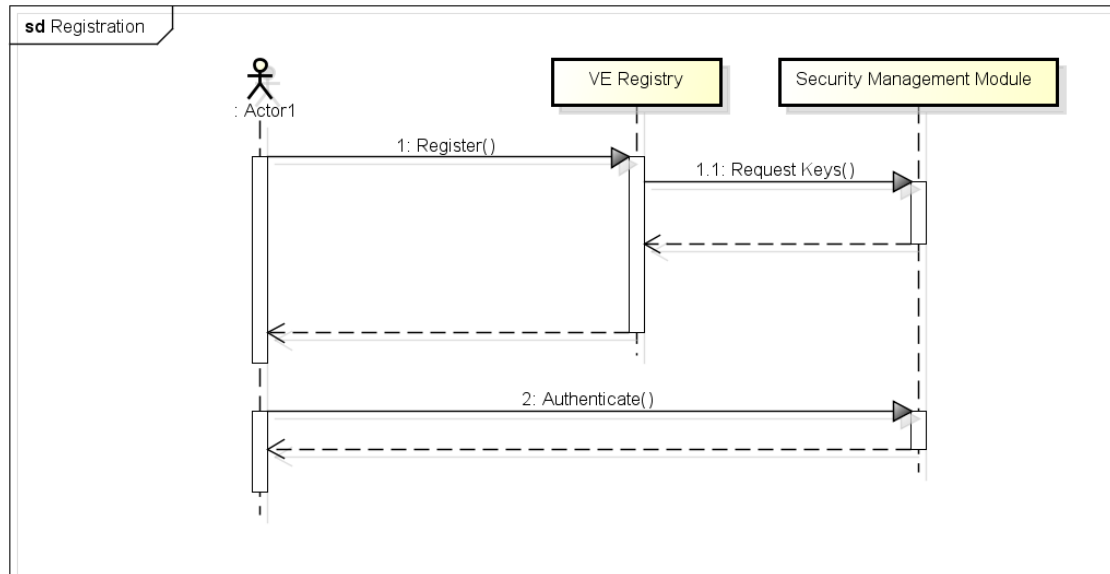 sd Registration
: Actor1
VE Registry
Security Management Module
1: Register()
1.1: Request Keys()
2: Authenticate()